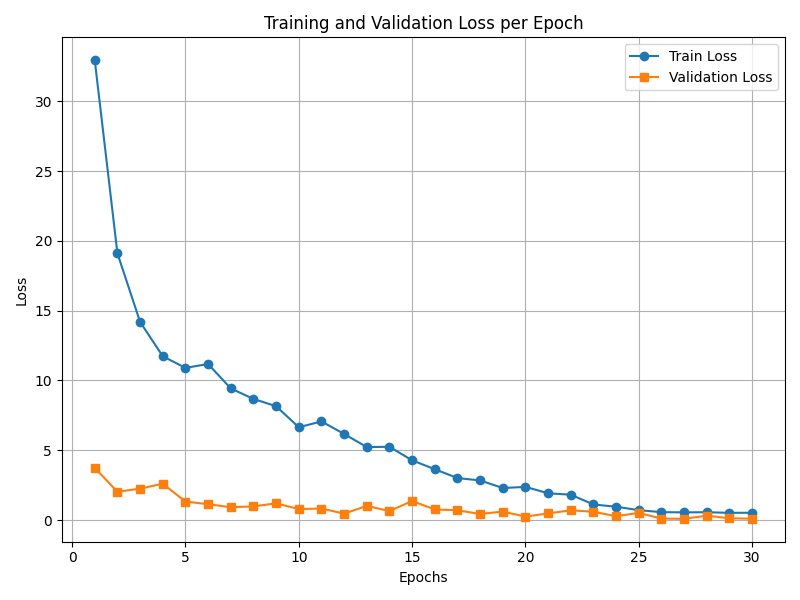 Training and Validation Loss per Epoch
Train Loss
Validation Loss
30
25
20
15
10
5
0
Loss
0 5 10 15 20 25 30
Epochs